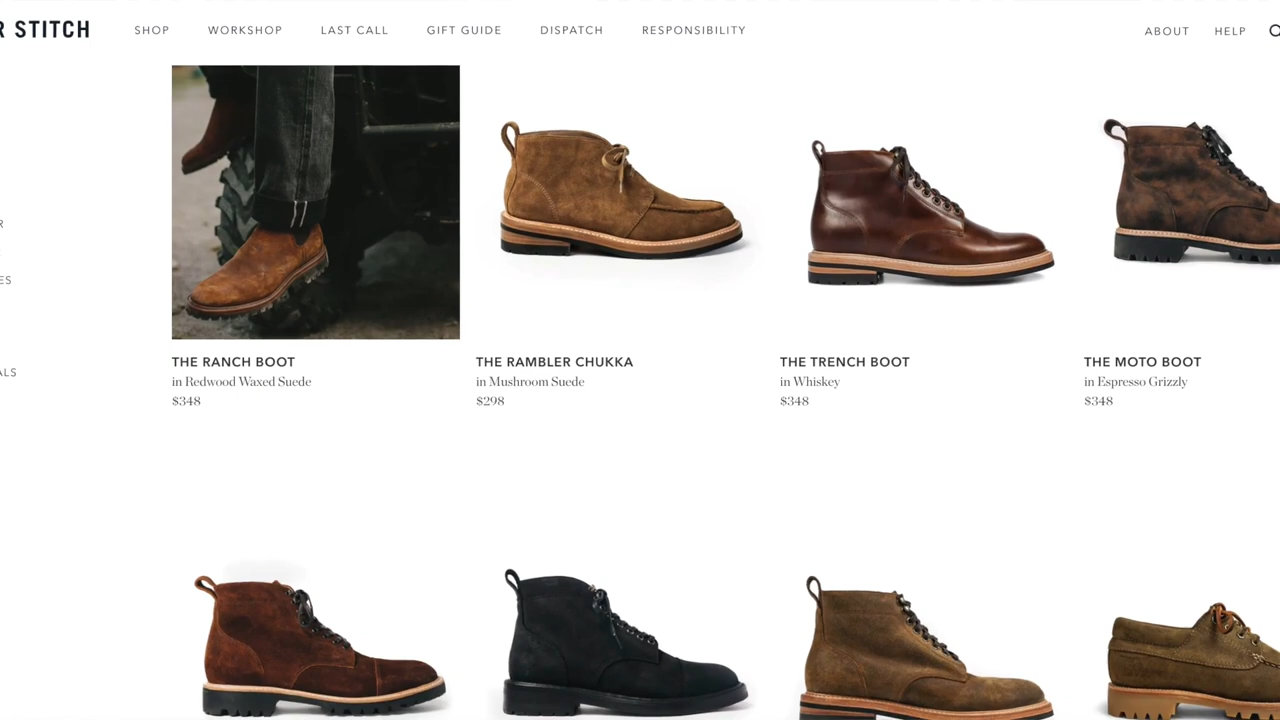 R STITCH
SHOP WORKSHOP LAST CALL GIFT GUIDE DISPATCH RESPONSIBILITY ABOUT HELP
R
ES
ALS
THE RANCH BOOT
in Redwood Waxed Suede
$348
THE RAMBLER CHUKKA
in Mushroom Suede
$298
THE TRENCH BOOT
in Whiskey
$348
THE MOTO BOOT
in Espresso Grizzly
$348